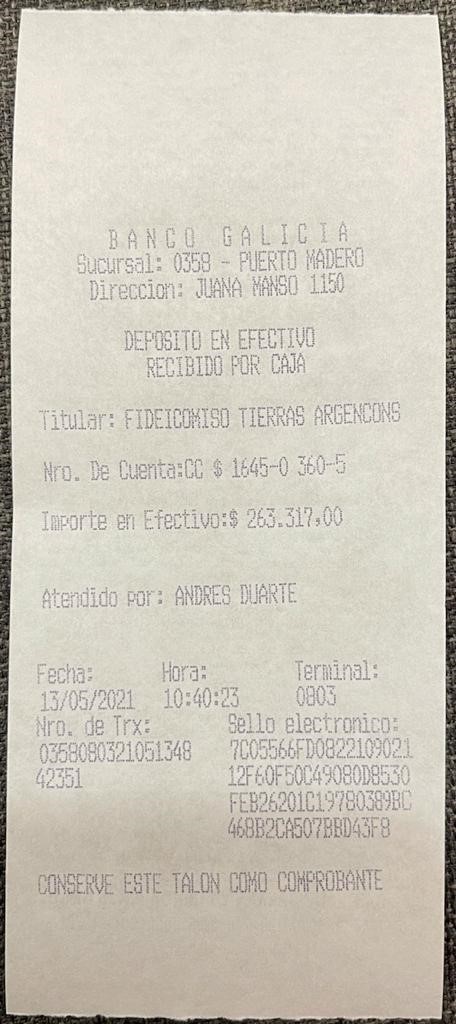 BANCO GALICIA
Sucursal: 0358 - PUERTO MADERO
Direccion: JUANA MANSO 1150
DEPOSITO EN EFECTIVO
RECIBIDO POR CAJA
Titular: FIDEICOMISO TIERRAS ARGENCONS
Nro. De Cuenta:CC $ 1645-0 360-5
Importe en Efectivo:$ 263.317,00
Atendido por: ANDRES DUARTE
Fecha: Hora: Terminal:
13/05/2021 10:40:23 0803
Nro. de Trx: Sello electronico:
0358080321051348 7C05566FD0822109021
42351 12F60F50C49080D8530
FEB26201C19780389BC
468B2CA507BBD43F8
CONSERVE ESTE TALON COMO COMPROBANTE